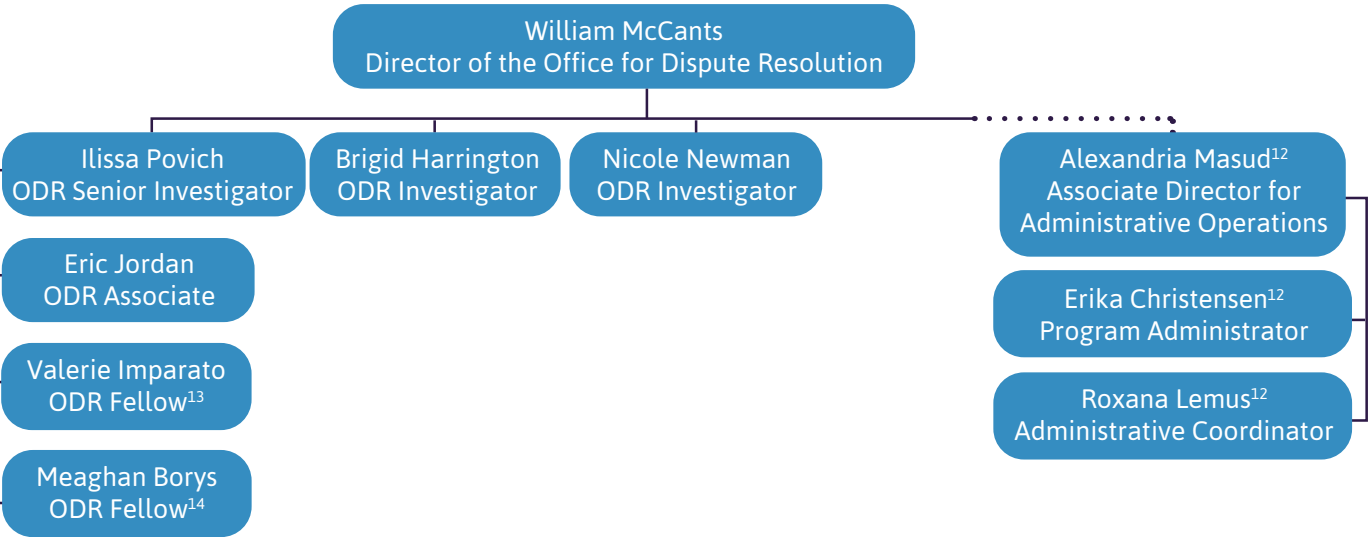 William McCants
Director of the Office for Dispute Resolution
Ilissa Povich
ODR Senior Investigator
Brigid Harrington
ODR Investigator
Nicole Newman
ODR Investigator
Alexandria Masud¹²
Associate Director for
Administrative Operations
Eric Jordan
ODR Associate
Erika Christensen¹²
Program Administrator
Valerie Imparato
ODR Fellow¹³
Roxana Lemus¹²
Administrative Coordinator
Meaghan Borys
ODR Fellow¹⁴